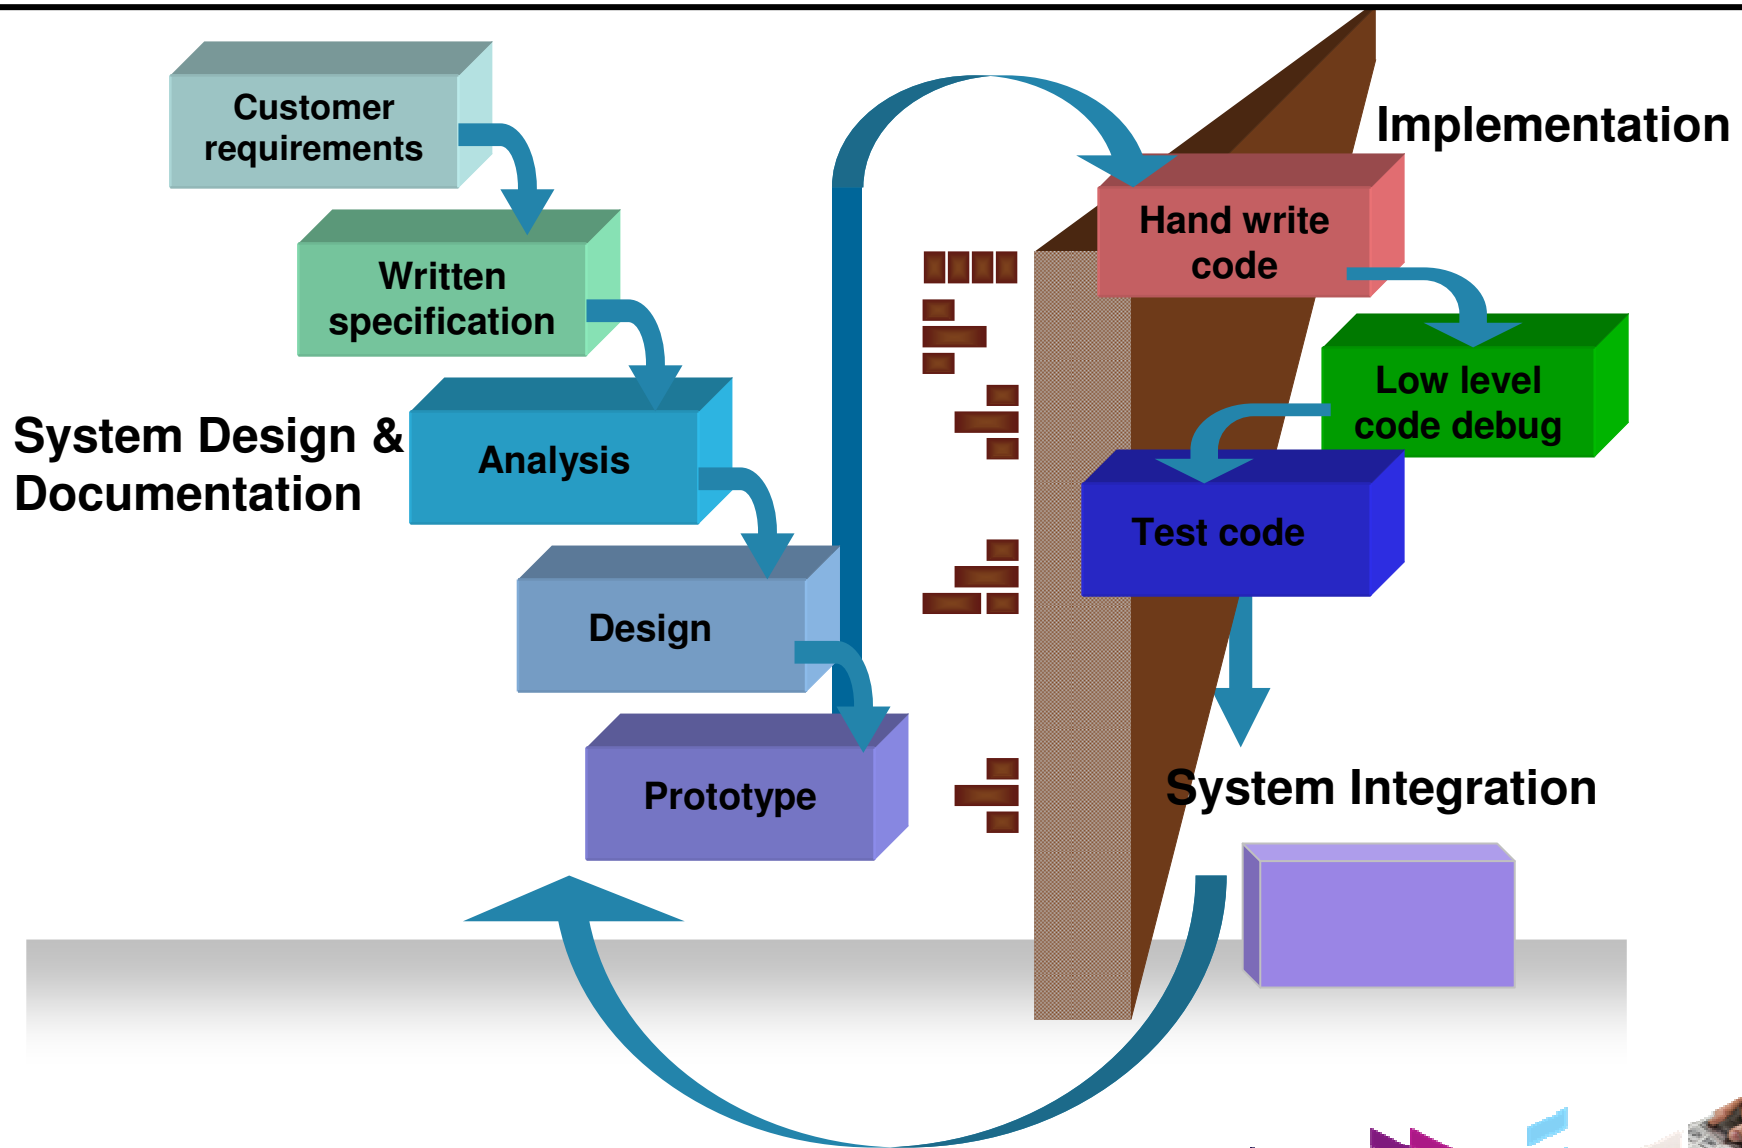 Customer
requirements
Written
specification
System Design &
Documentation
Analysis
Design
Prototype
Implementation
Hand write
code
Low level
code debug
Test code
System Integration